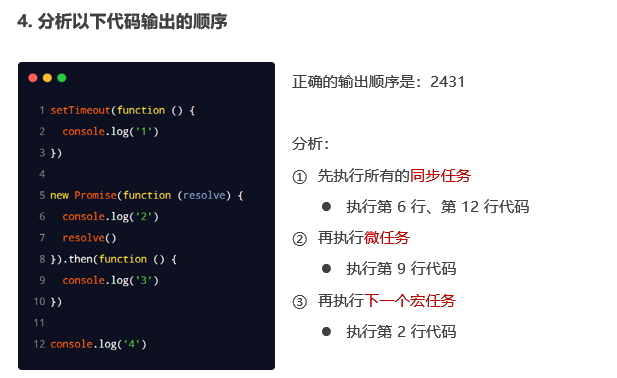 4. 分析以下代码输出的顺序
1 setTimeout(function () {
2 console.log('1')
3 })
4
5 new Promise(function (resolve) {
6 console.log('2')
7 resolve()
8 }).then(function () {
9 console.log('3')
10 })
11
12 console.log('4')
正确的输出顺序是：2431
分析：
① 先执行所有的同步任务
● 执行第 6 行、第 12 行代码
② 再执行微任务
● 执行第 9 行代码
③ 再执行下一个宏任务
● 执行第 2 行代码